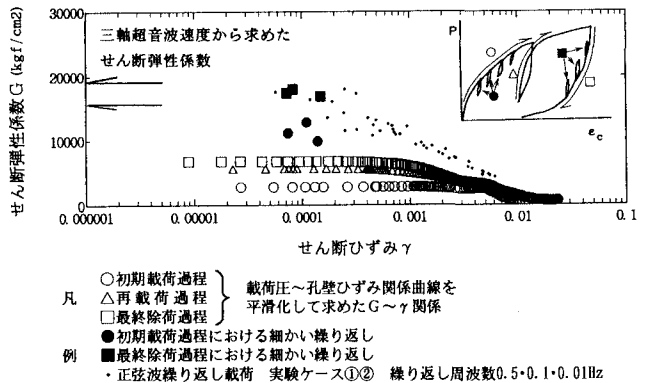 せん断弾性係数G (kgf/cm2)
30000
20000
10000
0
三軸超音波速度から求めた
せん断弾性係数
P
εc
0.000001
0.00001
0.0001
0.001
0.01
0.1
せん断ひずみγ
凡例
○初期載荷過程
△再載荷過程
□最終除荷過程
載荷圧～孔壁ひずみ関係曲線を
平滑化して求めたG～γ関係
●初期載荷過程における細かい繰り返し
■最終除荷過程における細かい繰り返し
・正弦波繰り返し載荷 実験ケース①② 繰り返し周波数0.5・0.1・0.01Hz